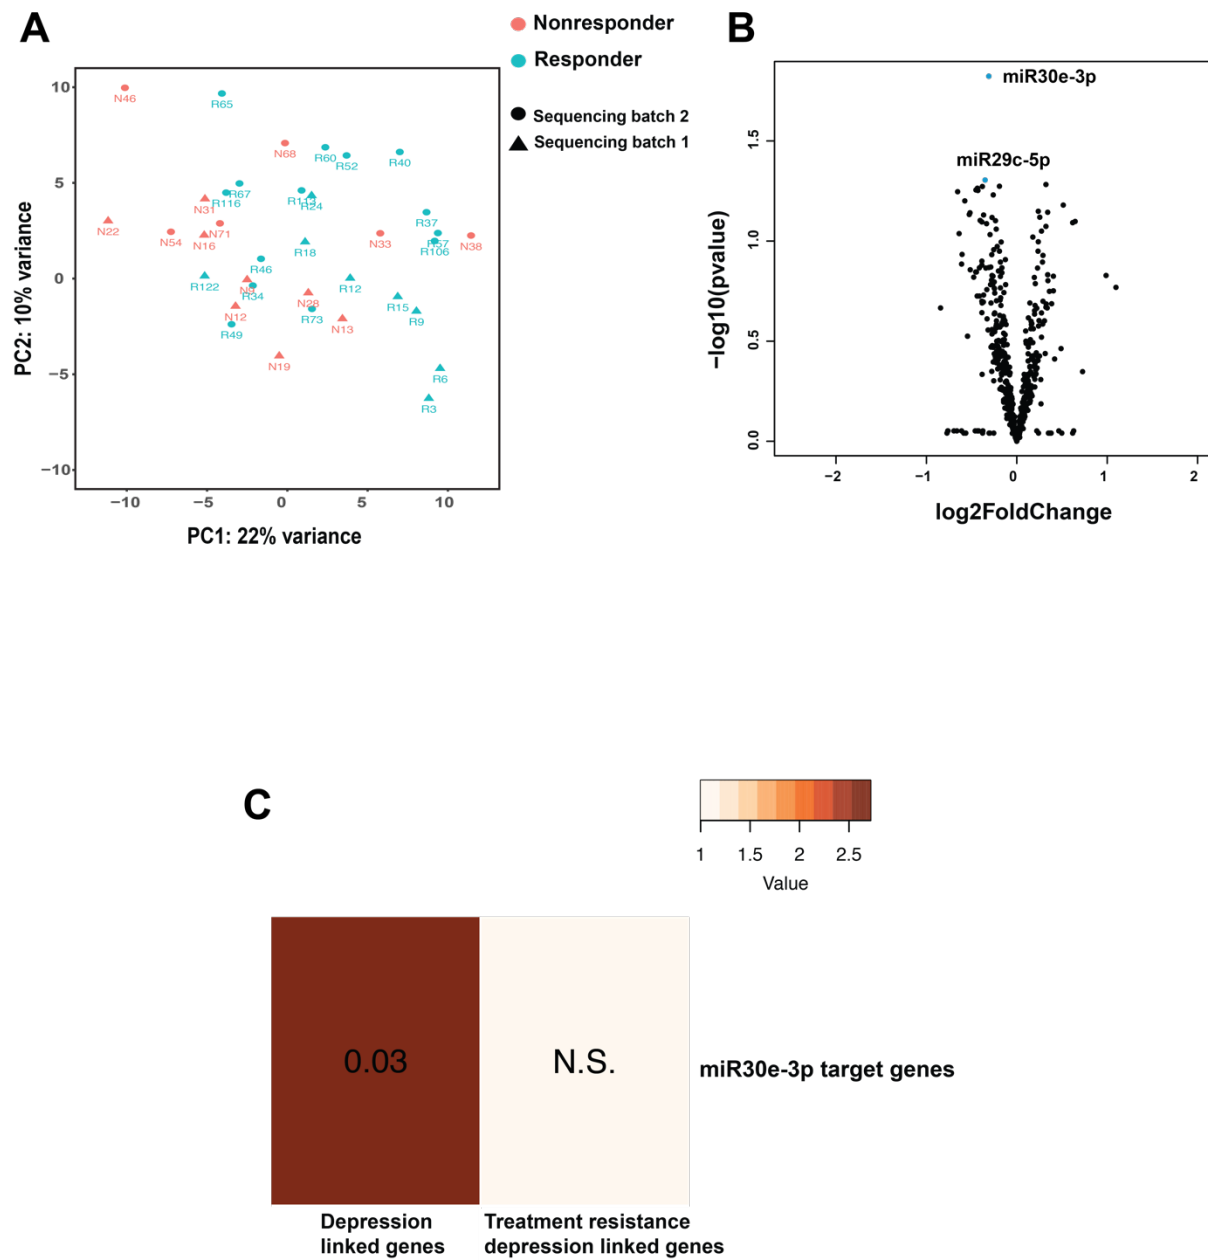 A
Nonresponder
Responder
Sequencing batch 2
Sequencing batch 1
10
5
0
−5
−10
PC2: 10% variance
N46
R65
N68
R60
R52
R40
R67
R116
N31
R113
R24
N22
N54
N16
N71
R18
N33
R37
R57
R106
N38
R46
R122
N9
R34
R12
N12
N28
R15
R9
R49
R73
N13
N19
R6
R3
−10
−5
0
5
10
PC1: 22% variance
B
miR30e-3p
miR29c-5p
1.5
1.0
0.5
0.0
−log10(pvalue)
−2
−1
0
1
2
log2FoldChange
C
1
1.5
2
2.5
Value
0.03
N.S.
miR30e-3p target genes
Depression
linked genes
Treatment resistance
depression linked genes